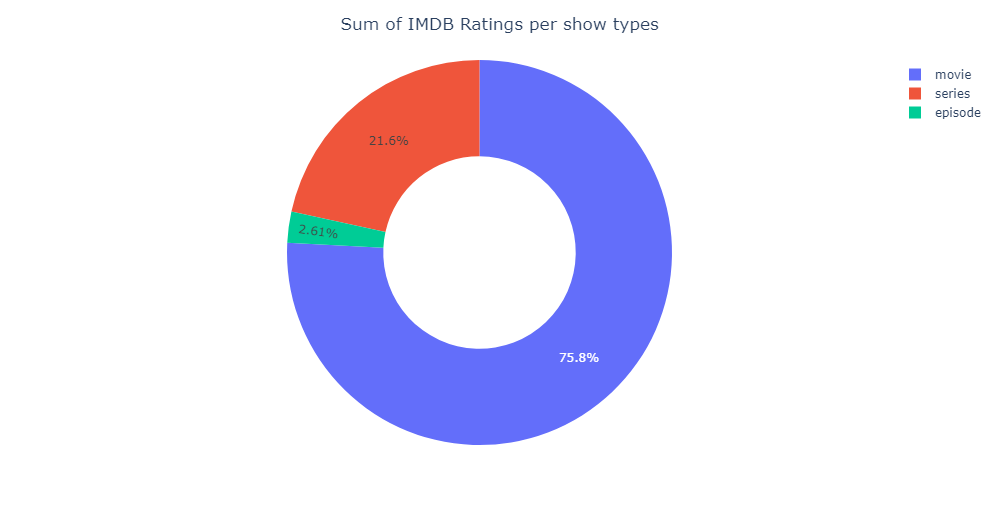 Sum of IMDB Ratings per show types
movie
series
episode
21.6%
2.61%
75.8%